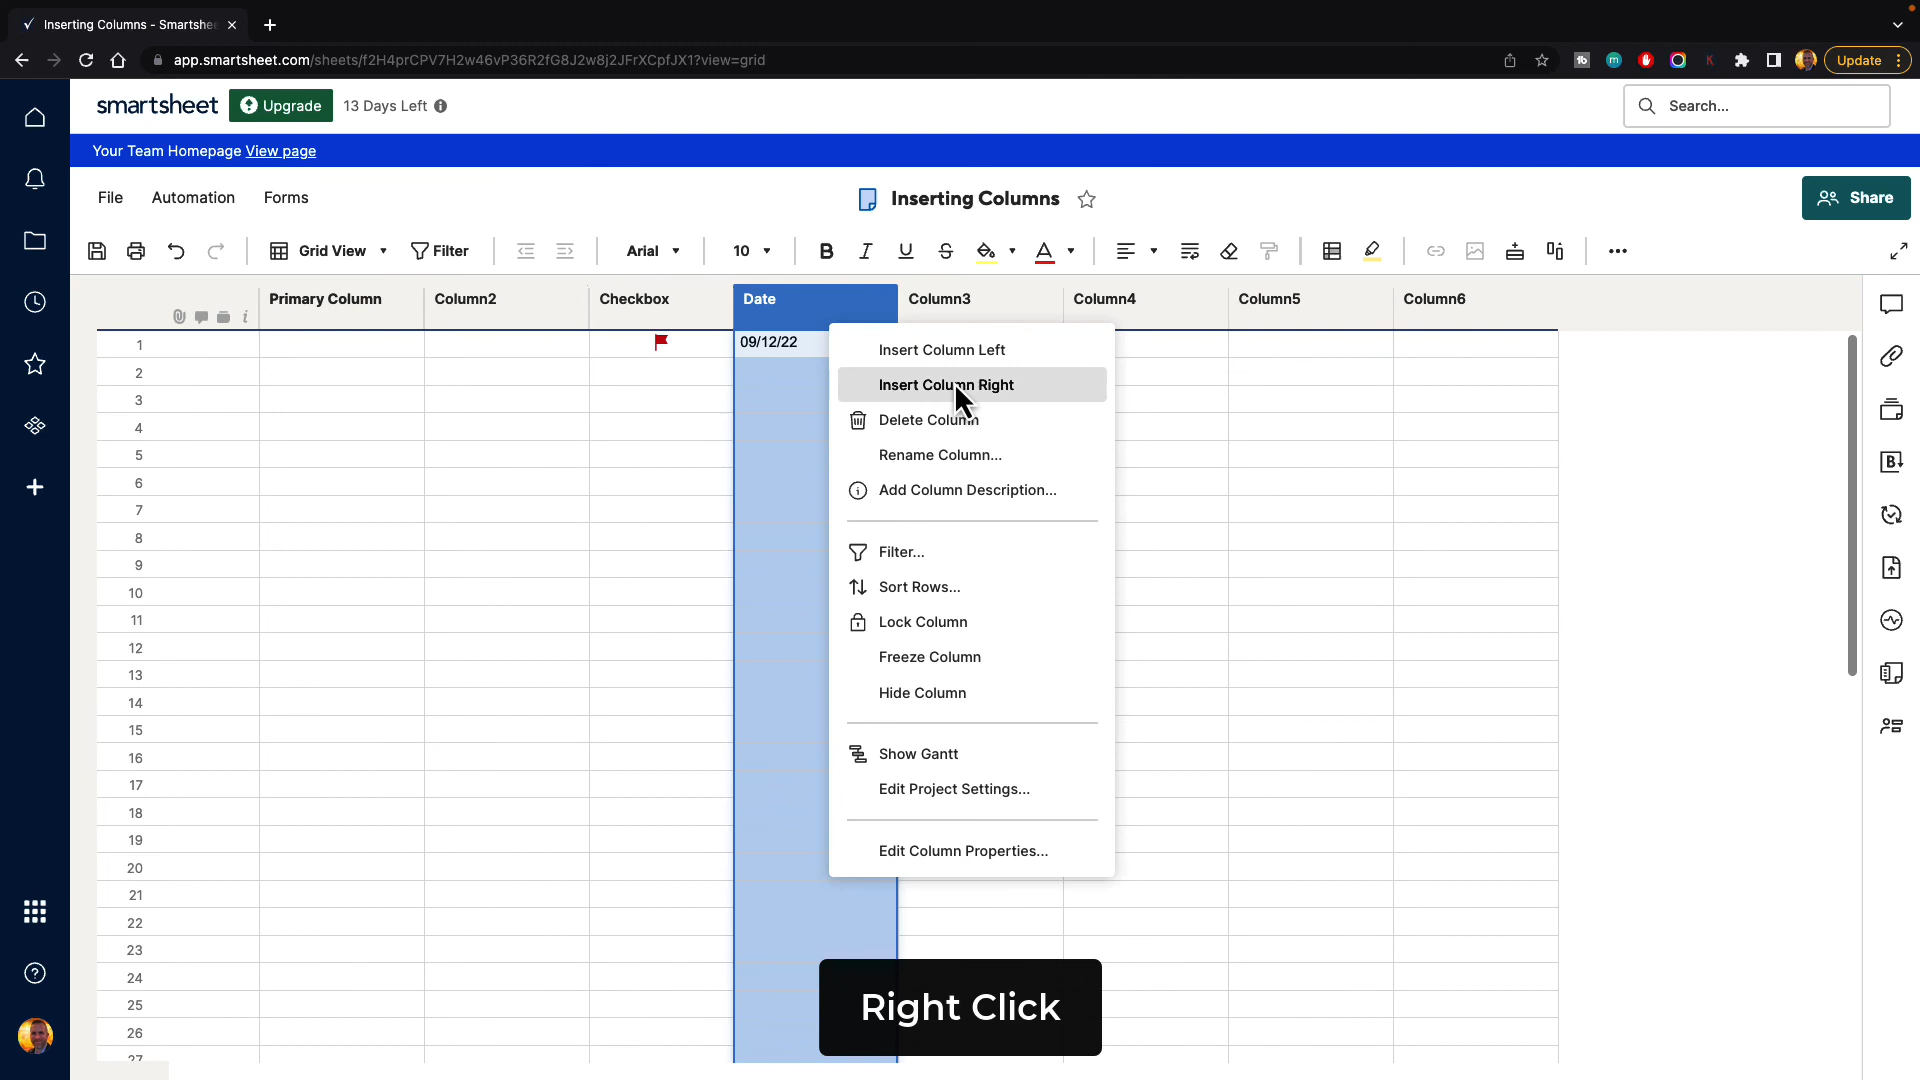 Inserting Columns - Smartshe
app.smartsheet.com/sheets/f2H4prCPV7H2w46vP36R2fG8J2w8j2JFrXCpfJX1?view=grid
Update
smartsheet
Upgrade
13 Days Left
Search...
Your Team Homepage View page
File
Automation
Forms
Inserting Columns
Share
Grid View
Filter
Arial
10
Primary Column
Column2
Checkbox
Date
Column3
Column4
Column5
Column6
1
09/12/22
2
3
4
5
6
7
8
9
10
11
12
13
14
15
16
17
18
19
20
21
22
23
24
25
26
27
Insert Column Left
Insert Column Right
Delete Column
Rename Column...
Add Column Description...
Filter...
Sort Rows...
Lock Column
Freeze Column
Hide Column
Show Gantt
Edit Project Settings...
Edit Column Properties...
Right Click